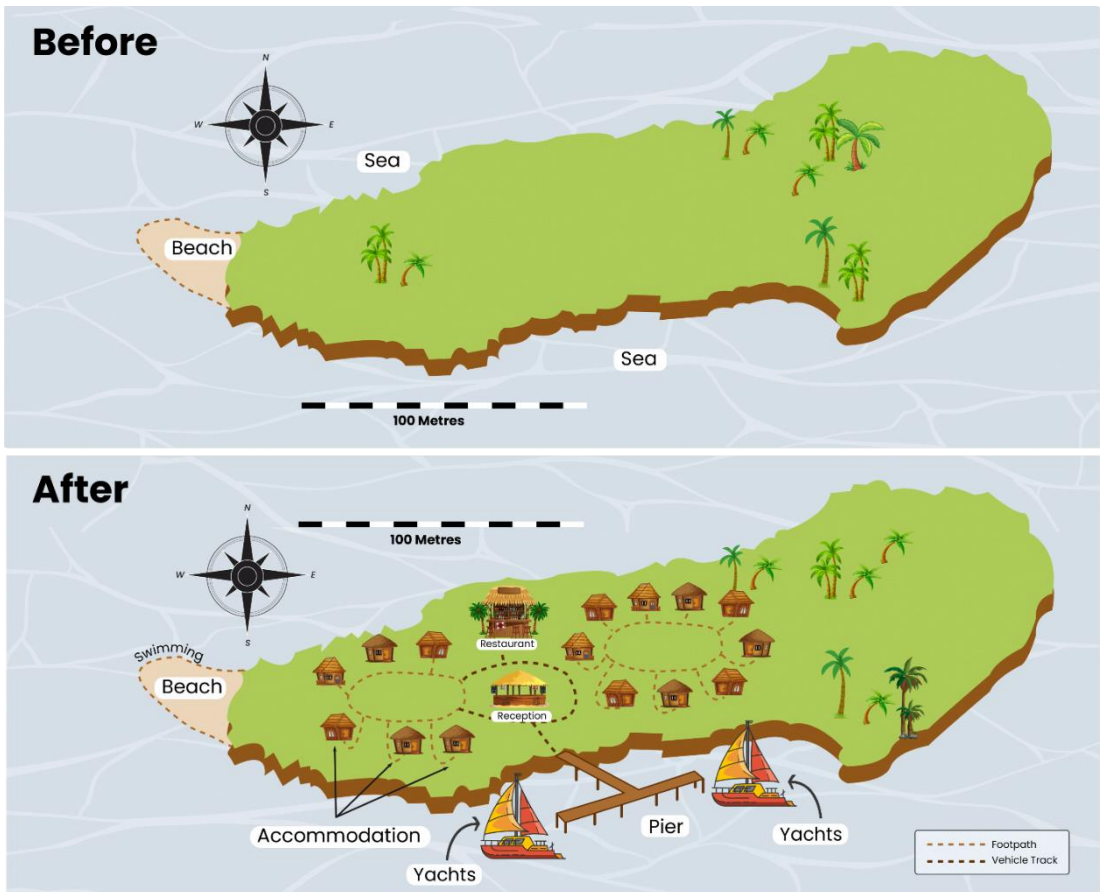 Before
N
W
E
S
Sea
Beach
Sea
100 Metres
After
100 Metres
N
W
E
S
Swimming
Beach
Restaurant
Reception
Accommodation
Pier
Yachts
Yachts
Footpath
Vehicle Track